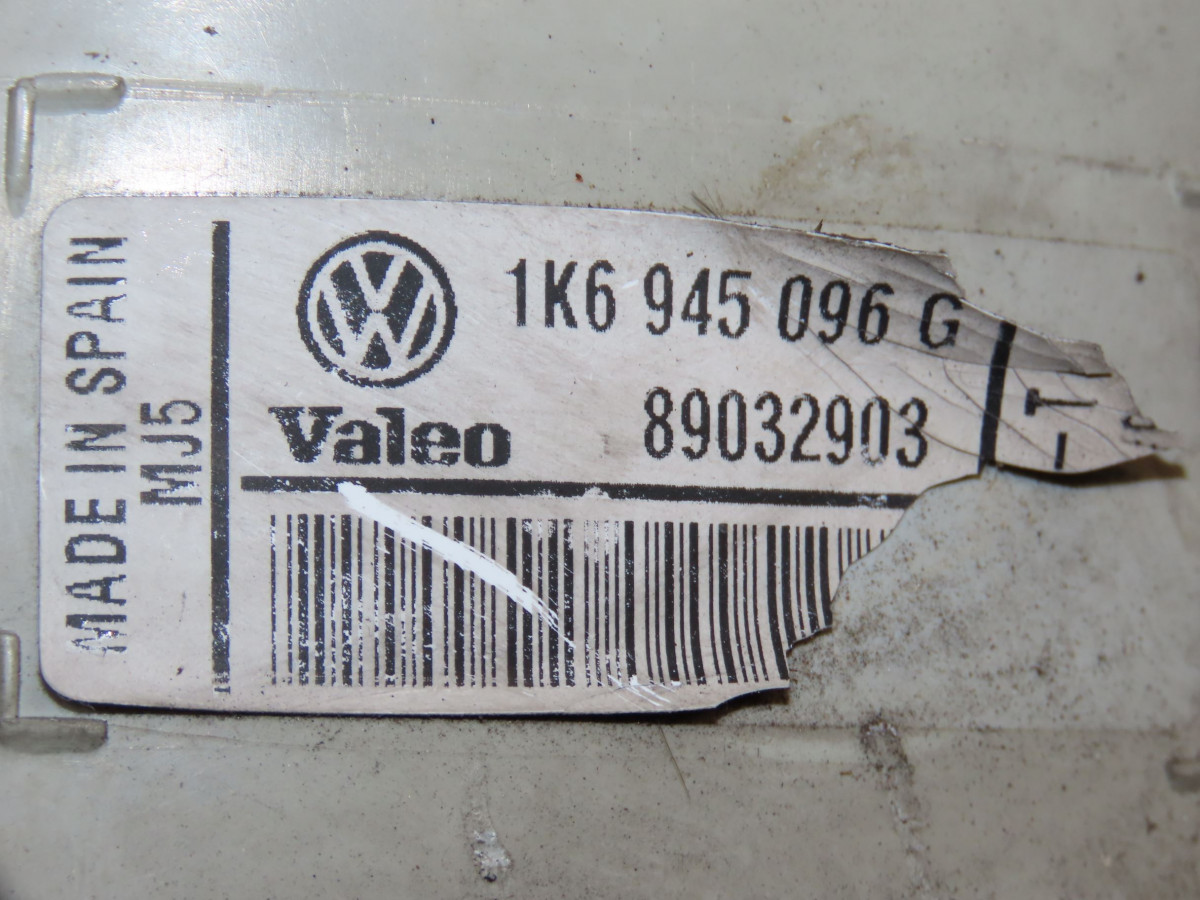 MADE IN SPAIN
MJ5
1K6 945 096 G
Valeo
89032903